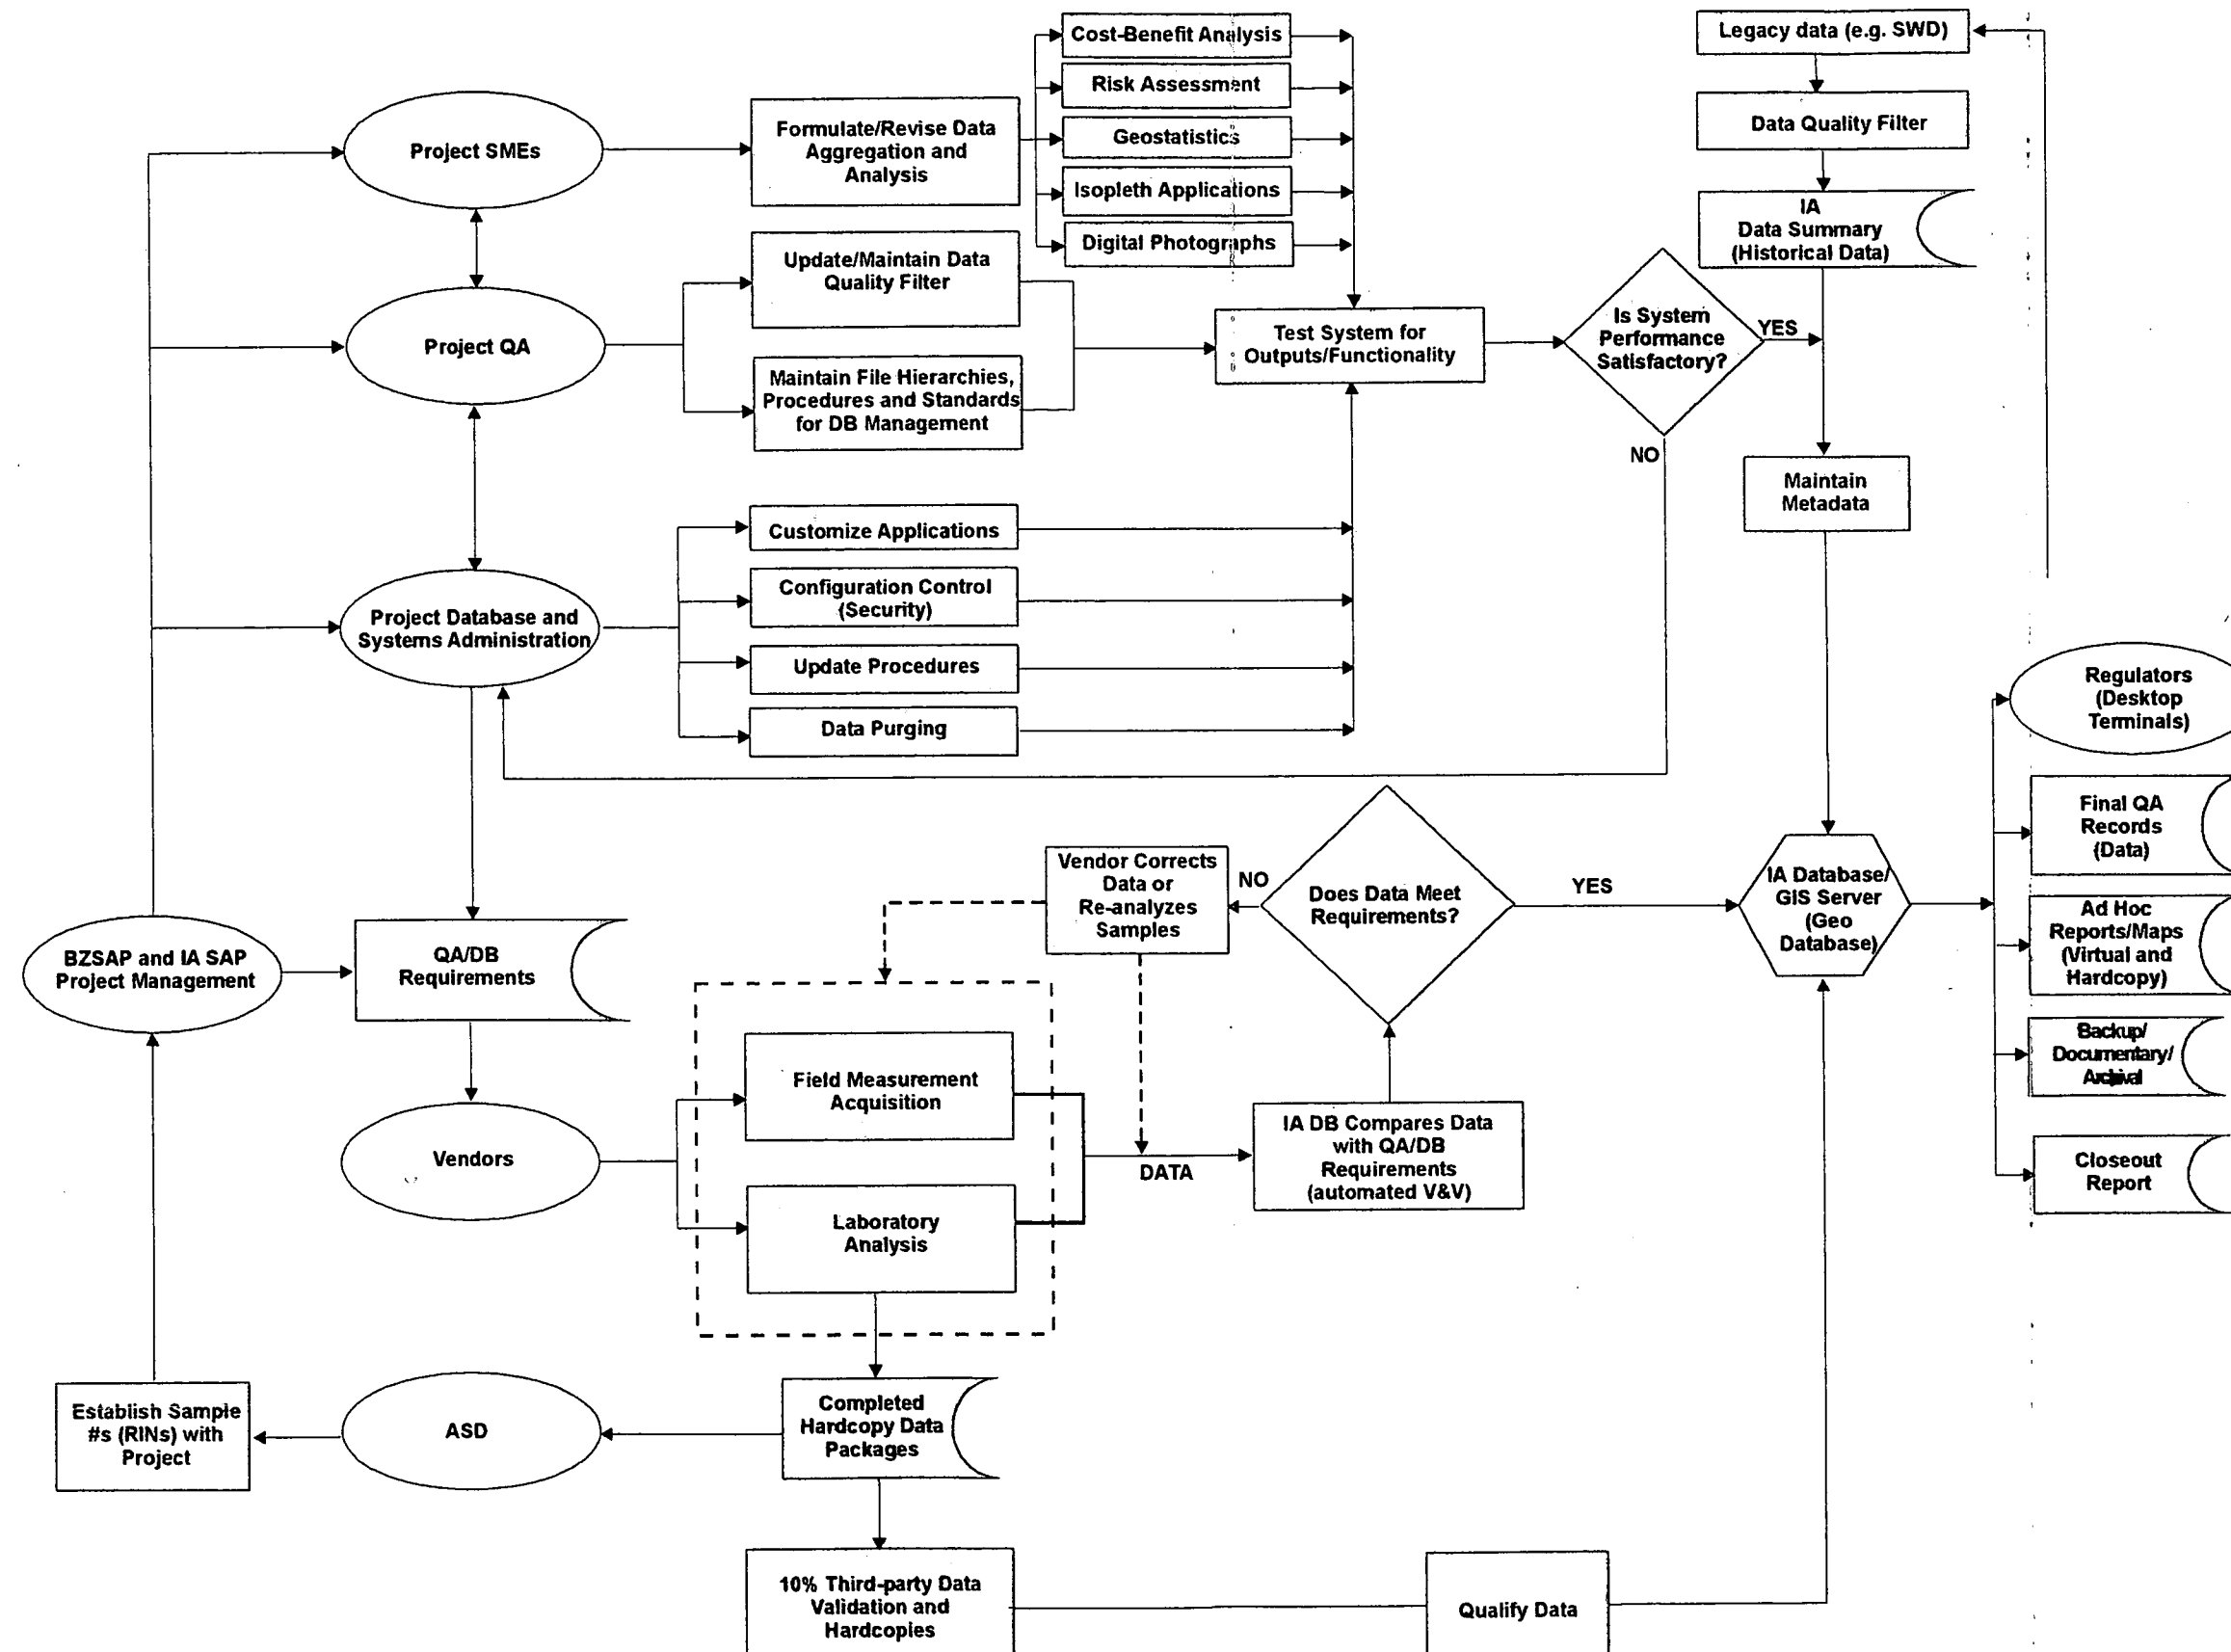 Cost-Benefit Analysis
Risk Assessment
Geostatistics
Isopleth Applications
Digital Photographs
Legacy data (e.g. SWD)
Data Quality Filter
IA
Data Summary
(Historical Data)
Project SMEs
Formulate/Revise Data
Aggregation and
Analysis
Project QA
Update/Maintain Data
Quality Filter
Maintain File Hierarchies,
Procedures and Standards
for DB Management
Test System for
Outputs/Functionality
Is System
Performance
Satisfactory?
YES
NO
Maintain
Metadata
Project Database and
Systems Administration
Customize Applications
Configuration Control
(Security)
Update Procedures
Data Purging
Regulators
(Desktop
Terminals)
Final QA
Records
(Data)
Ad Hoc
Reports/Maps
(Virtual and
Hardcopy)
Backup/
Documentary/
Archival
Closeout
Report
IA Database/
GIS Server
(Geo
Database)
Vendor Corrects
Data or
Re-analyzes
Samples
NO
Does Data Meet
Requirements?
YES
BZSAP and IA SAP
Project Management
QA/DB
Requirements
Vendors
Field Measurement
Acquisition
Laboratory
Analysis
DATA
IA DB Compares Data
with QA/DB
Requirements
(automated V&V)
Establish Sample
#s (RINs) with
Project
ASD
Completed
Hardcopy Data
Packages
10% Third-party Data
Validation and
Hardcopies
Qualify Data